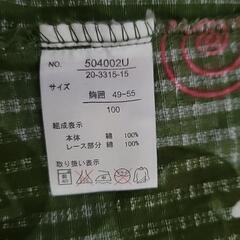 NO. 504002U
20-3315-15
サイズ 胸囲 49~55
100
組成表示
本体 綿 100%
レース部分 綿 100%
取り扱い表示